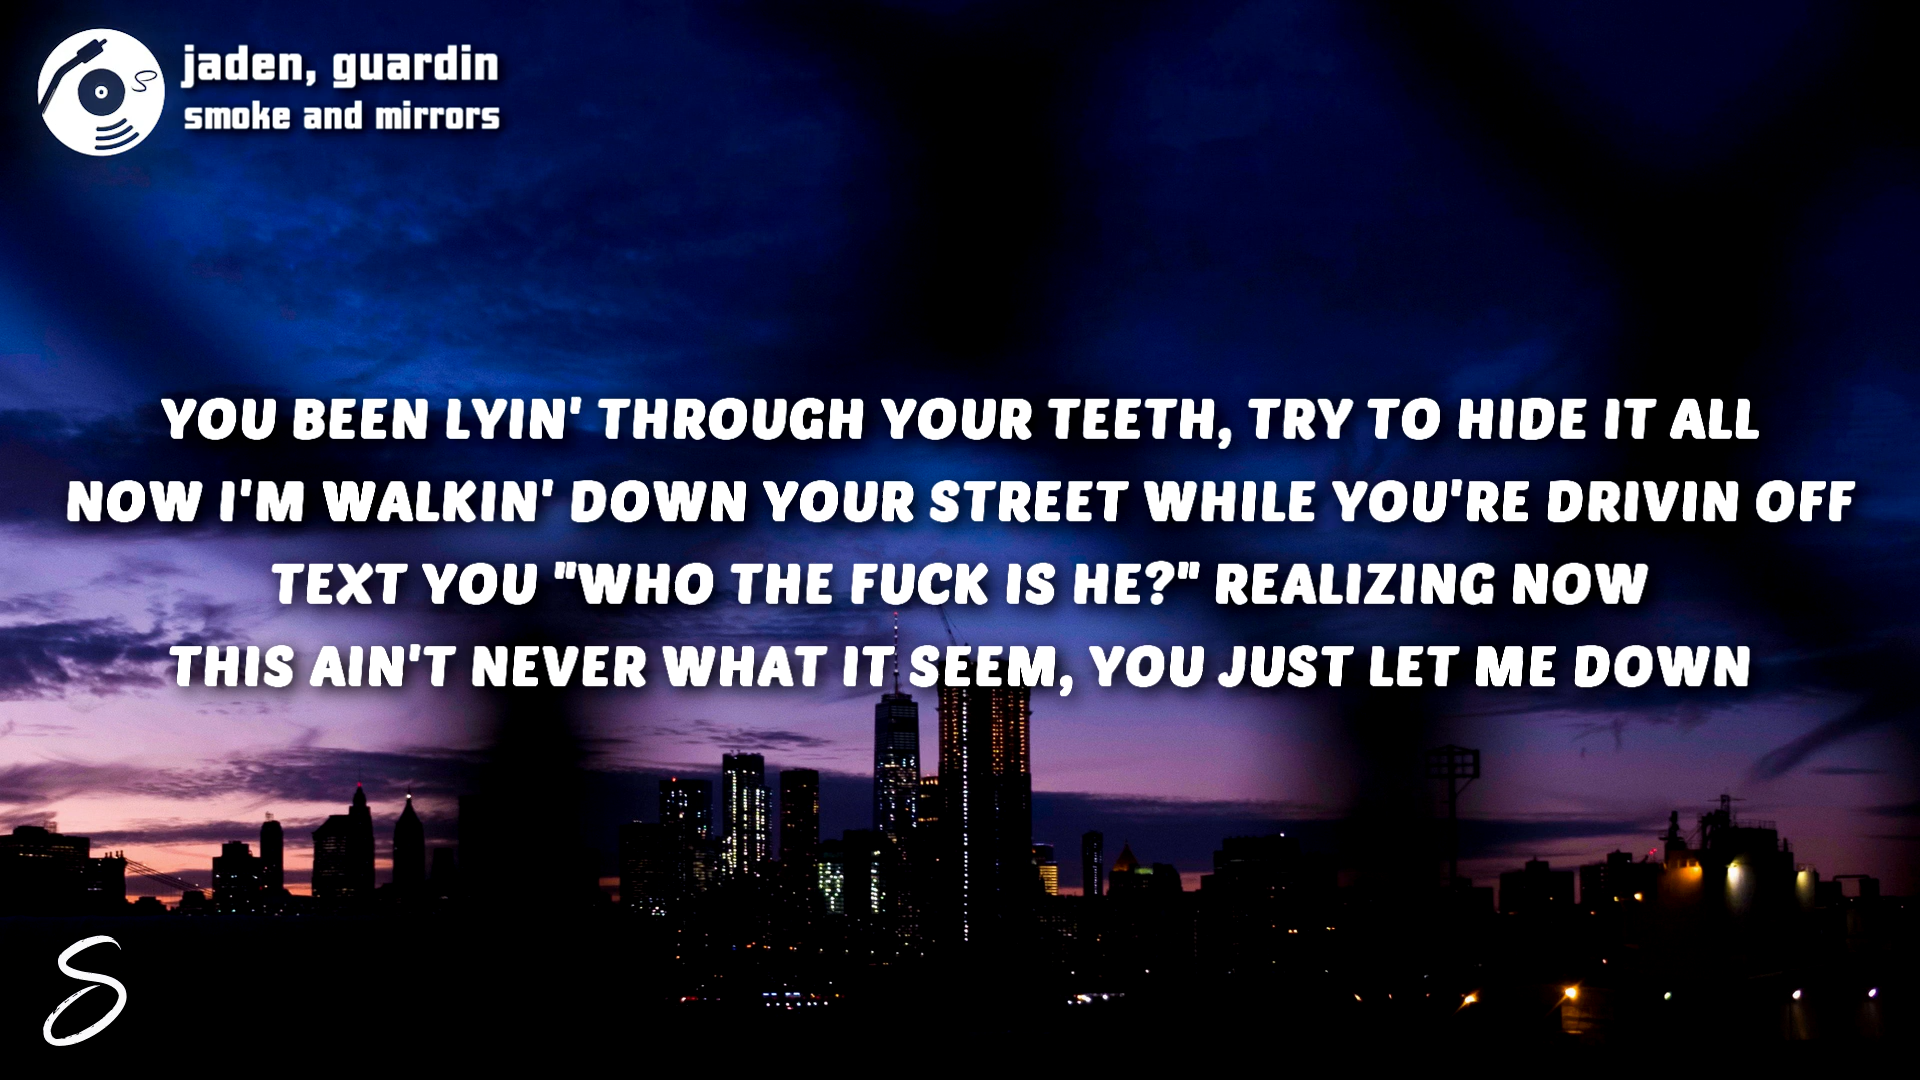 jaden, guardin
smoke and mirrors
YOU BEEN LYIN' THROUGH YOUR TEETH, TRY TO HIDE IT ALL
NOW I'M WALKIN' DOWN YOUR STREET WHILE YOU'RE DRIVIN OFF
TEXT YOU "WHO THE FUCK IS HE?" REALIZING NOW
THIS AIN'T NEVER WHAT IT SEEM, YOU JUST LET ME DOWN
S